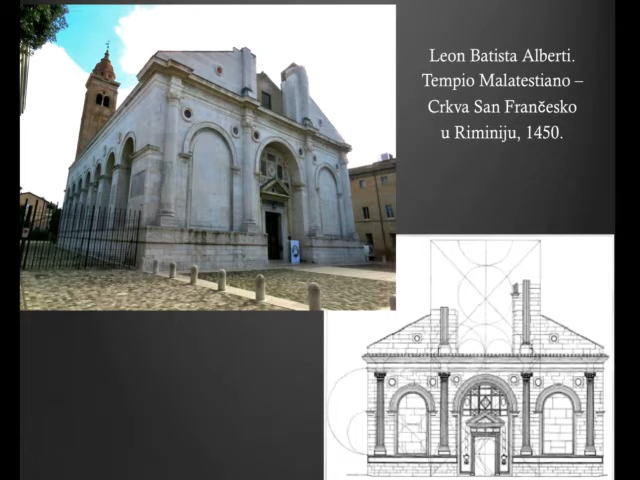 Leon Batista Alberti.
Tempio Malatestiano –
Crkva San Frančesko
u Riminiju, 1450.